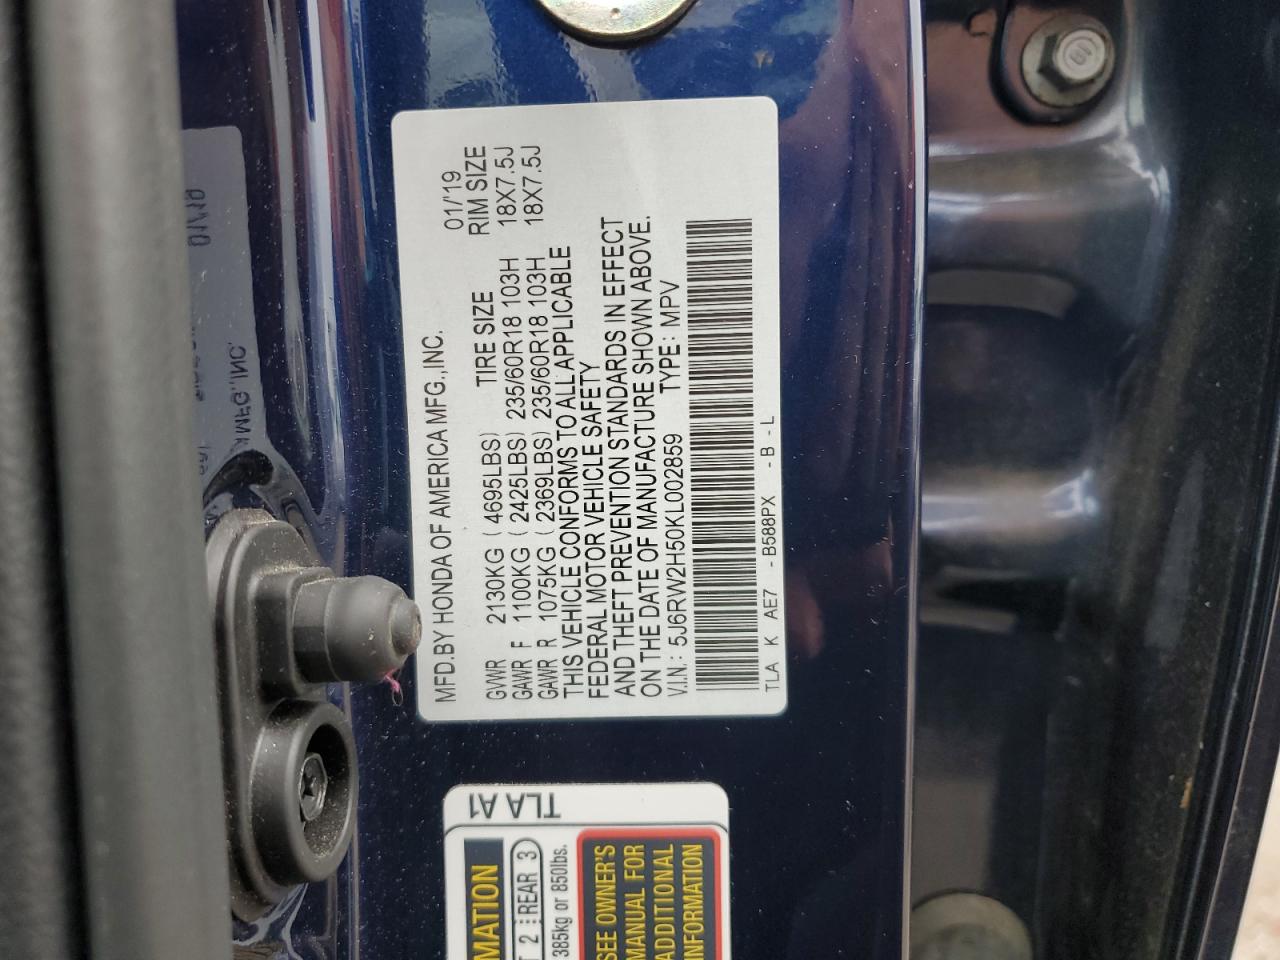 MFD.BY HONDA OF AMERICA MFG.,INC. 01/19
GVWR 2130KG ( 4695LBS) TIRE SIZE RIM SIZE
GAWR F 1100KG ( 2425LBS) 235/60R18 103H 18X7.5J
GAWR R 1075KG ( 2369LBS) 235/60R18 103H 18X7.5J
THIS VEHICLE CONFORMS TO ALL APPLICABLE
FEDERAL MOTOR VEHICLE SAFETY
AND THEFT PREVENTION STANDARDS IN EFFECT
ON THE DATE OF MANUFACTURE SHOWN ABOVE.
V.I.N.: 5J6RW2H50KL002859 TYPE: MPV
TLA K AE7 - B588PX - B - L
TLA A1
MATION
T 2 REAR 3
385kg or 850lbs.
SEE OWNER'S
MANUAL FOR
ADDITIONAL
INFORMATION